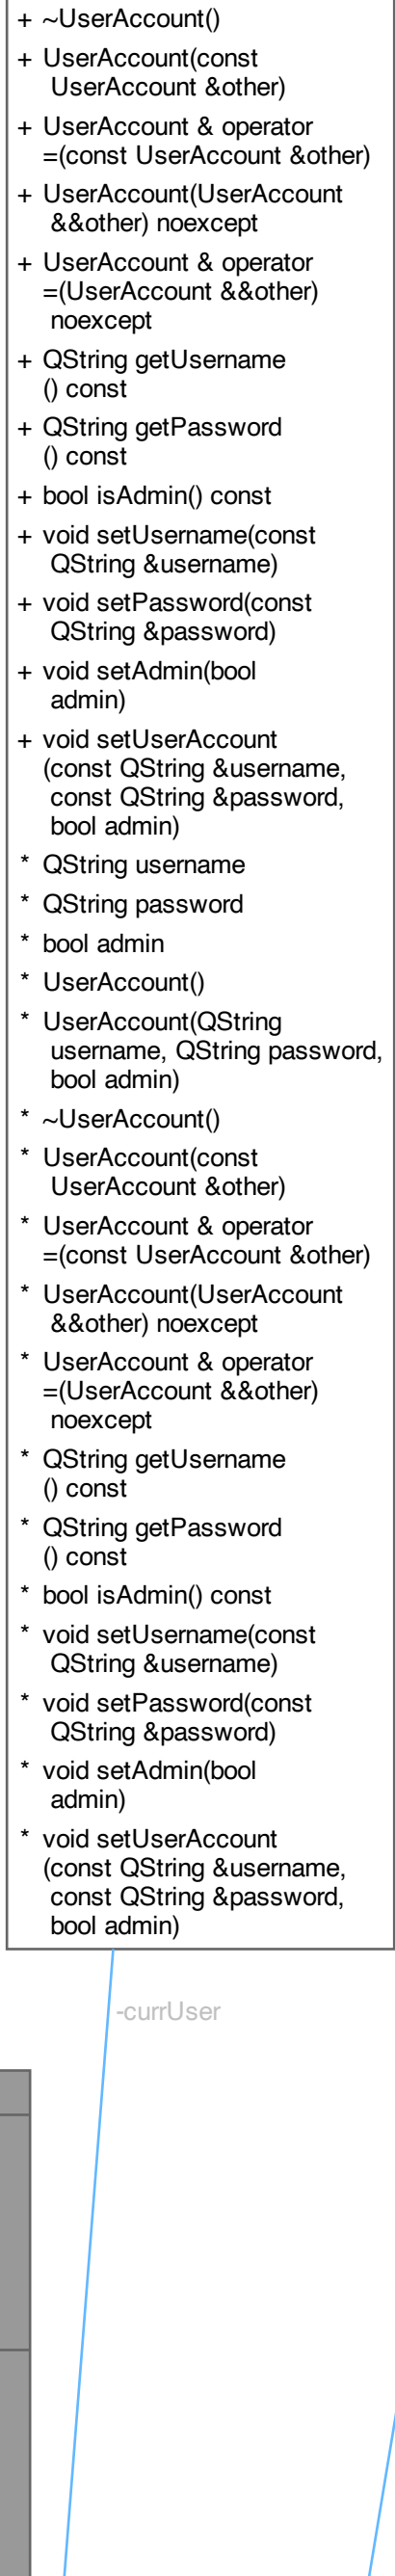 + ~UserAccount()
+ UserAccount(const
UserAccount &other)
+ UserAccount & operator
=(const UserAccount &other)
+ UserAccount(UserAccount
&&other) noexcept
+ UserAccount & operator
=(UserAccount &&other)
noexcept
+ QString getUsername
() const
+ QString getPassword
() const
+ bool isAdmin() const
+ void setUsername(const
QString &username)
+ void setPassword(const
QString &password)
+ void setAdmin(bool
admin)
+ void setUserAccount
(const QString &username,
const QString &password,
bool admin)
* QString username
* QString password
* bool admin
* UserAccount()
* UserAccount(QString
username, QString password,
bool admin)
* ~UserAccount()
* UserAccount(const
UserAccount &other)
* UserAccount & operator
=(const UserAccount &other)
* UserAccount(UserAccount
&&other) noexcept
* UserAccount & operator
=(UserAccount &&other)
noexcept
* QString getUsername
() const
* QString getPassword
() const
* bool isAdmin() const
* void setUsername(const
QString &username)
* void setPassword(const
QString &password)
* void setAdmin(bool
admin)
* void setUserAccount
(const QString &username,
const QString &password,
bool admin)
-currUser